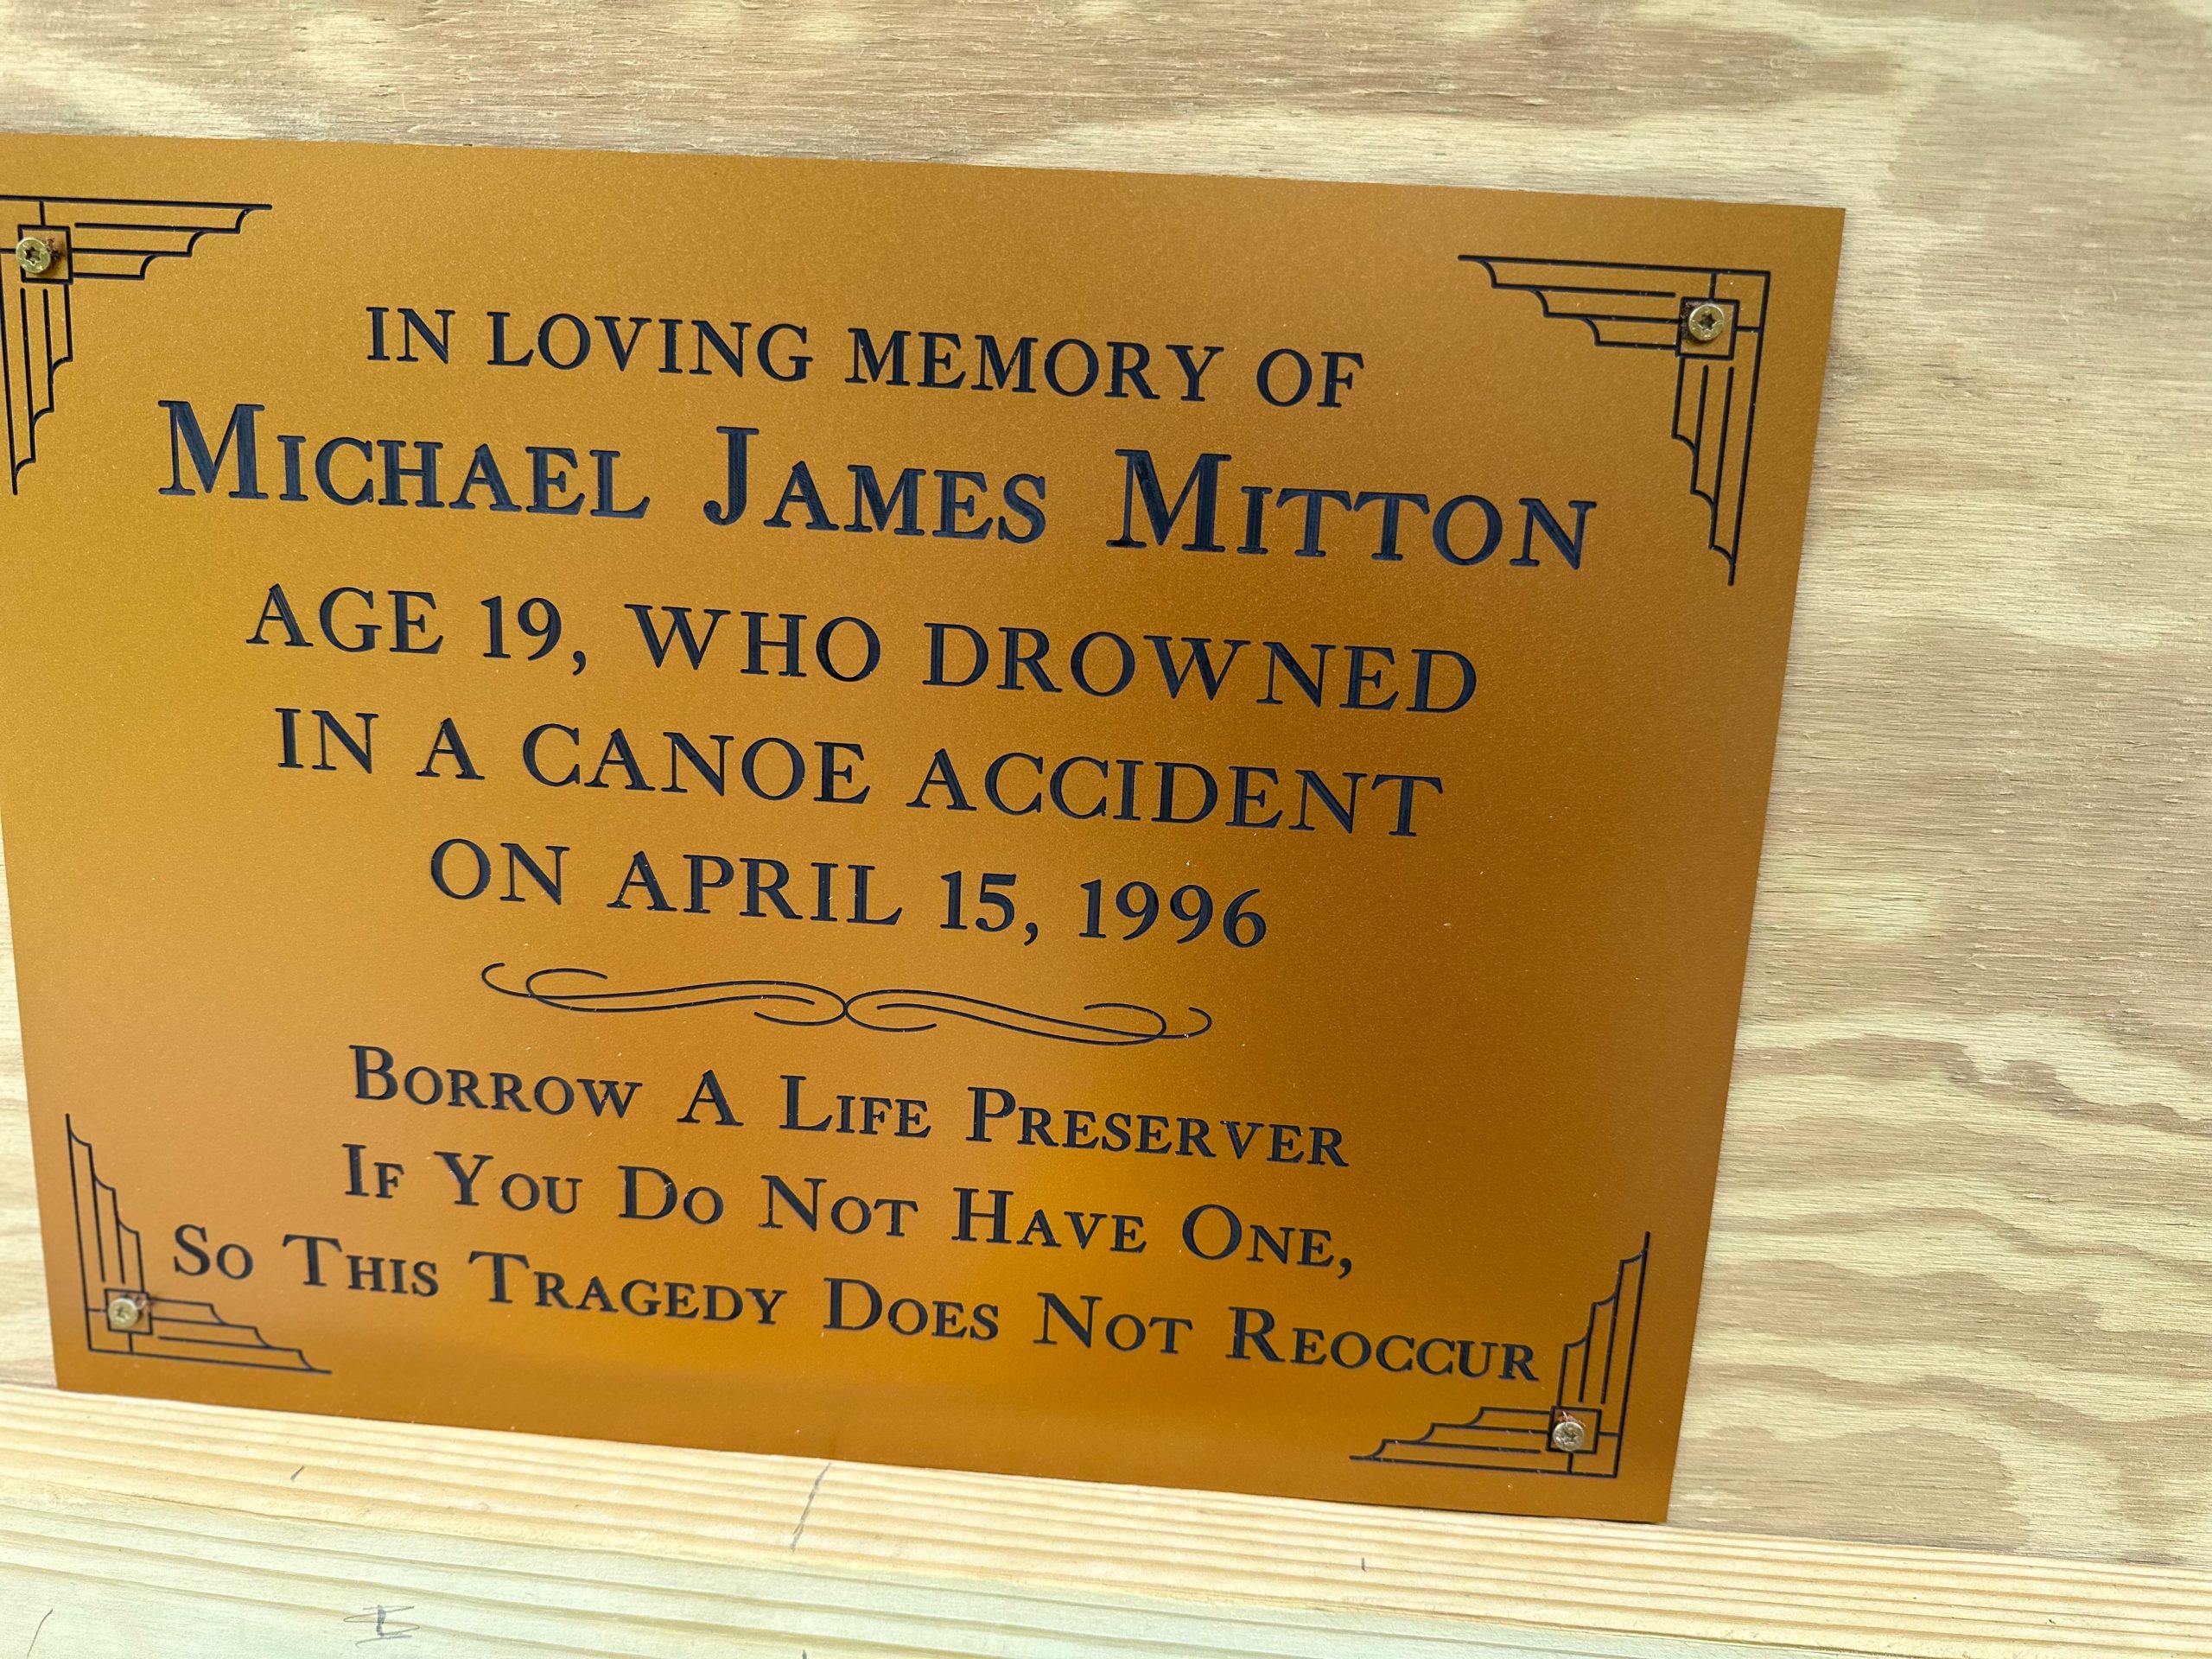 IN LOVING MEMORY OF
MICHAEL JAMES MITTON
AGE 19, WHO DROWNED
IN A CANOE ACCIDENT
ON APRIL 15, 1996
BORROW A LIFE PRESERVER
IF YOU DO NOT HAVE ONE,
SO THIS TRAGEDY DOES NOT REOCCUR